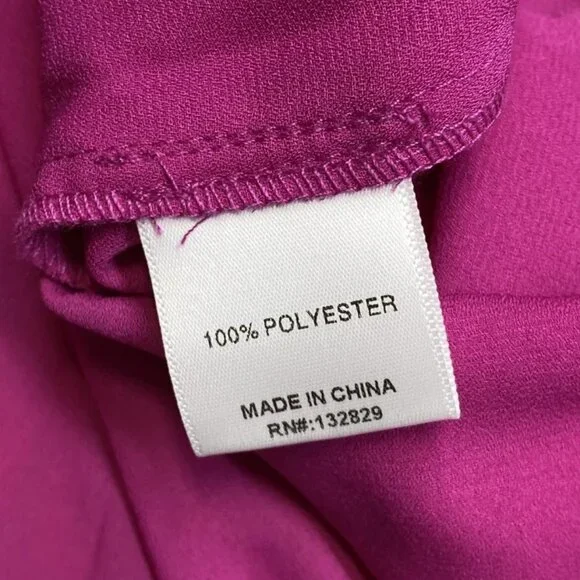 100% POLYESTER
MADE IN CHINA
RN#:132829